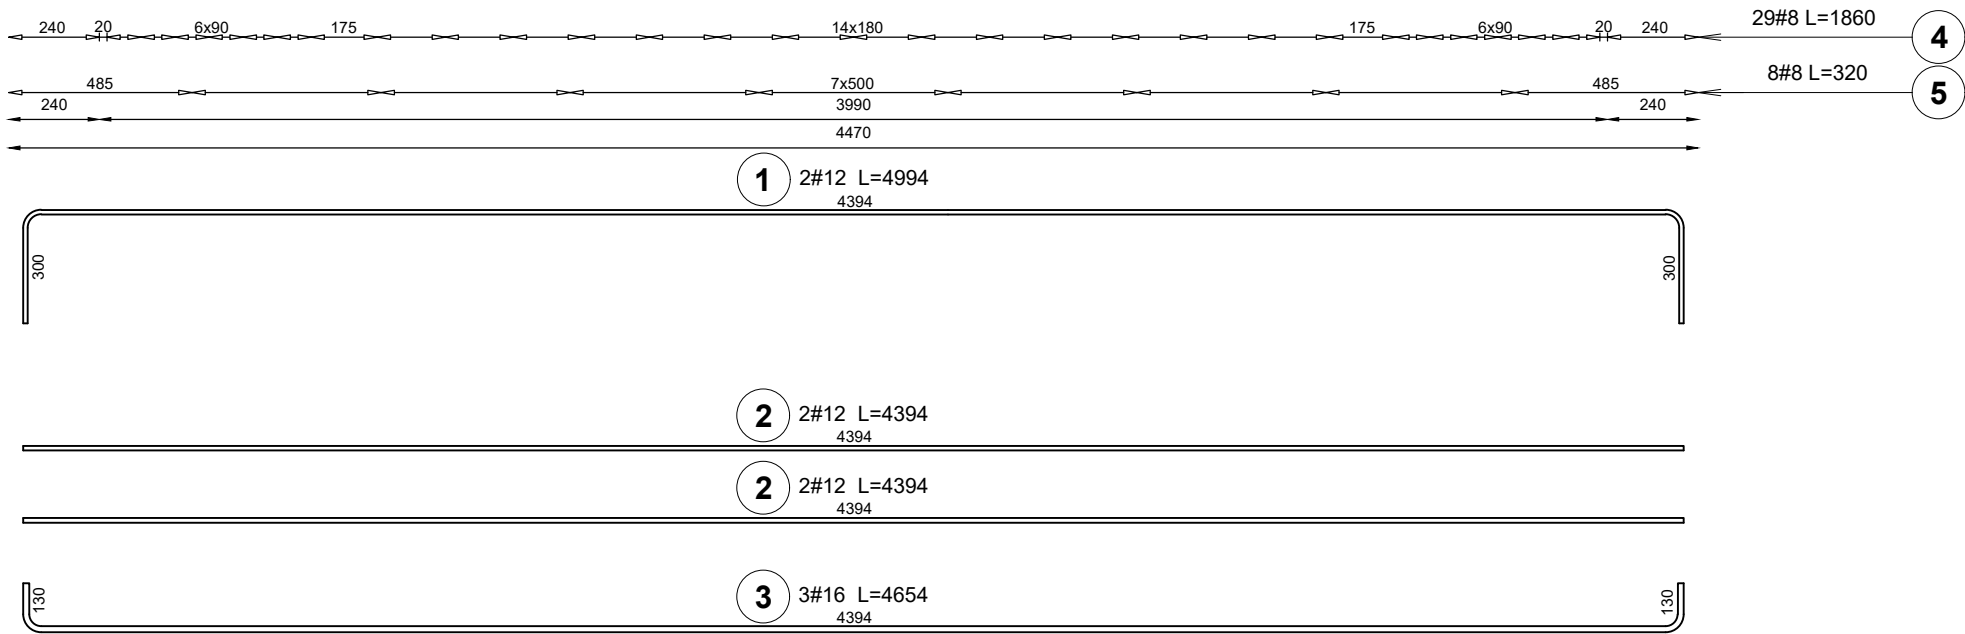 240 20 6x90 175 14x180 175 6x90 20 240 29#8 L=1860 4
485 7x500 485 8#8 L=320 5
240 3990 240
4470
1 2#12 L=4994
4394
300 300
2 2#12 L=4394
4394
2 2#12 L=4394
4394
130 3 3#16 L=4654 130
4394